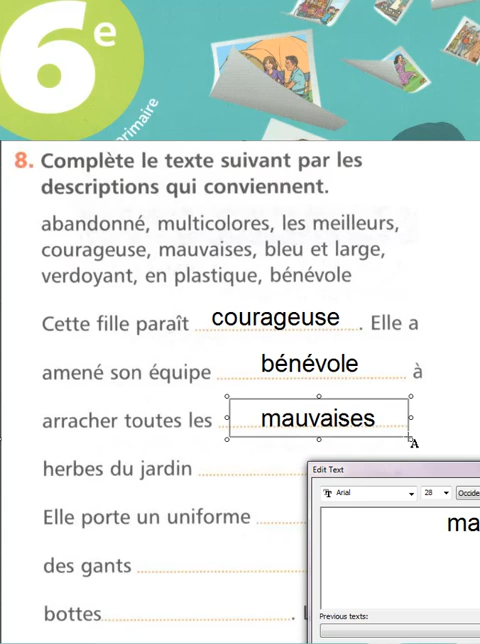 6e
primaire
8. Complète le texte suivant par les
descriptions qui conviennent.
abandonné, multicolores, les meilleurs,
courageuse, mauvaises, bleu et large,
verdoyant, en plastique, bénévole
Cette fille paraît courageuse. Elle a
amené son équipe bénévole à
arracher toutes les mauvaises
A
herbes du jardin
Edit Text
Arial 28 Occide
Elle porte un uniforme
ma
des gants
bottes .
Previous texts: